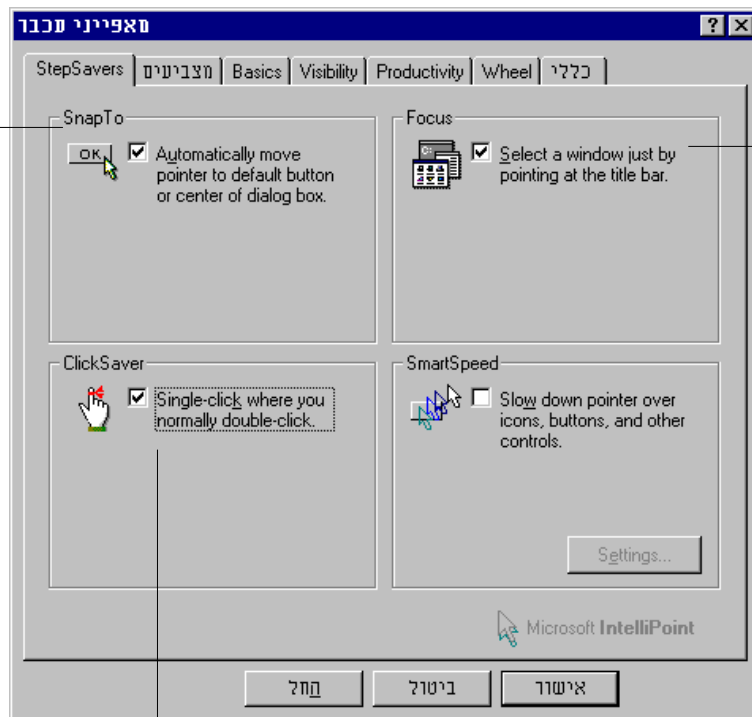 מאפייני עכבר
StepSavers מצביעים Basics Visibility Productivity Wheel כללי
SnapTo
OK
Automatically move
pointer to default button
or center of dialog box.
Focus
Select a window just by
pointing at the title bar.
ClickSaver
Single-click where you
normally double-click.
SmartSpeed
Slow down pointer over
icons, buttons, and other
controls.
Settings...
Microsoft IntelliPoint
החל ביטול אישור